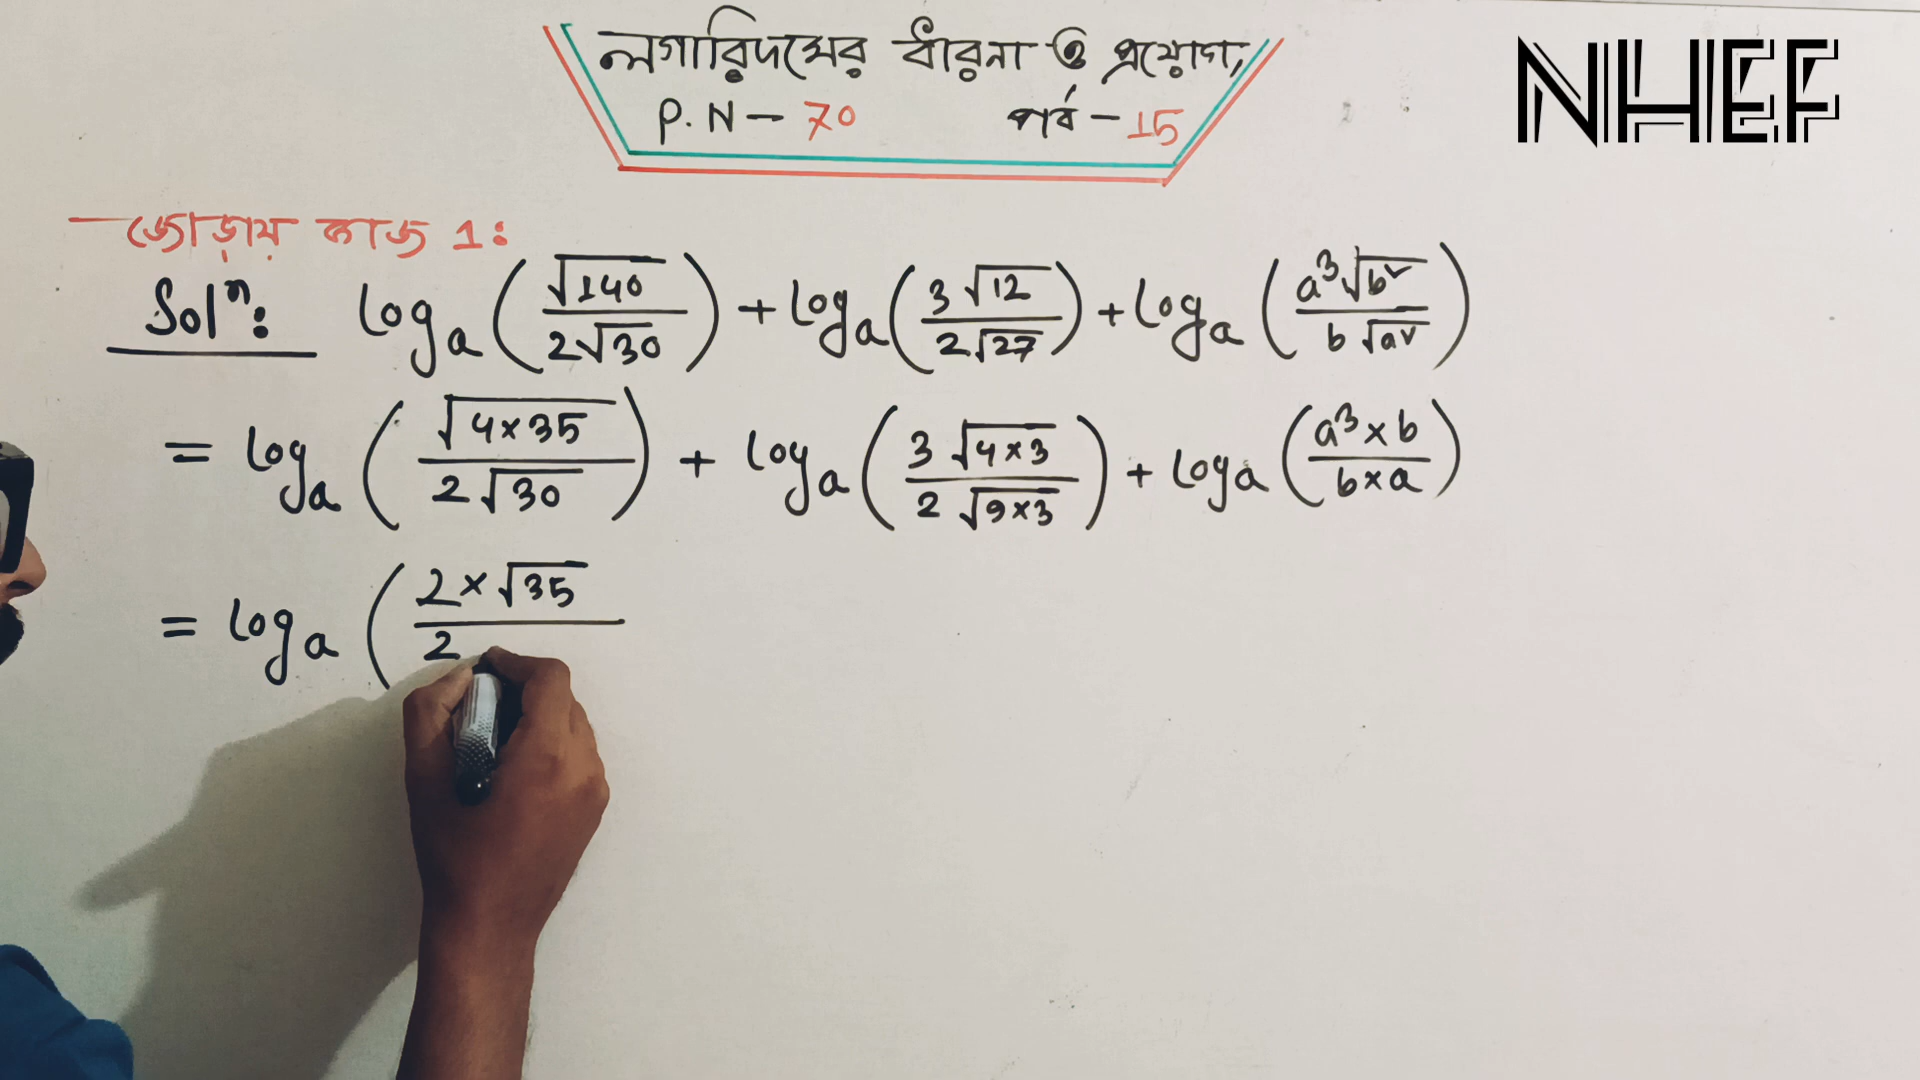 লগারিদমের ধারনা ও প্রয়োগ,
P.N - 70 পর্ব - 15
NHEF
জোড়ায় কাজ 1:
Solⁿ: logₐ(√140 / 2√30) + logₐ(3√12 / 2√27) + logₐ(a³√b² / b√a²)
= logₐ(√4×35 / 2√30) + logₐ(3√4×3 / 2√9×3) + logₐ(a³×b / b×a)
= logₐ(2×√35 / 2